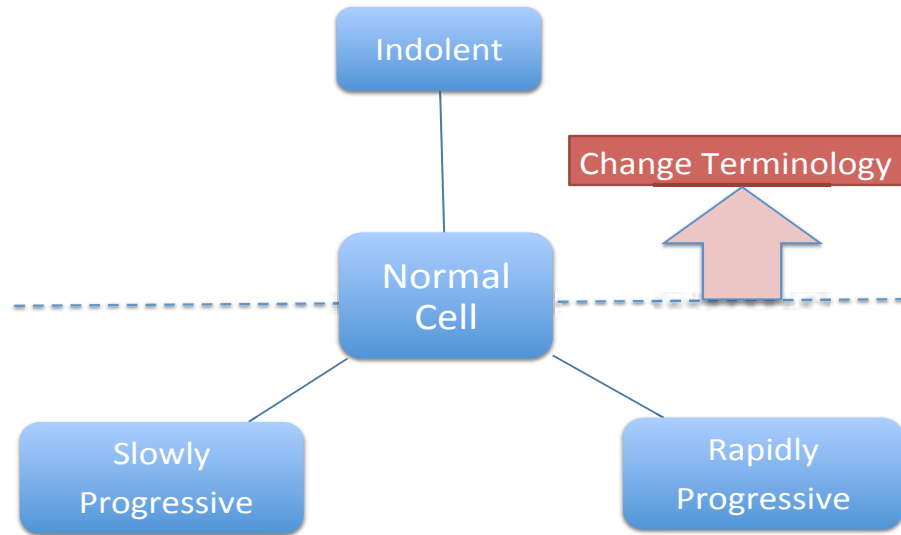 Indolent
Change Terminology
Normal
Cell
Slowly
Progressive
Rapidly
Progressive